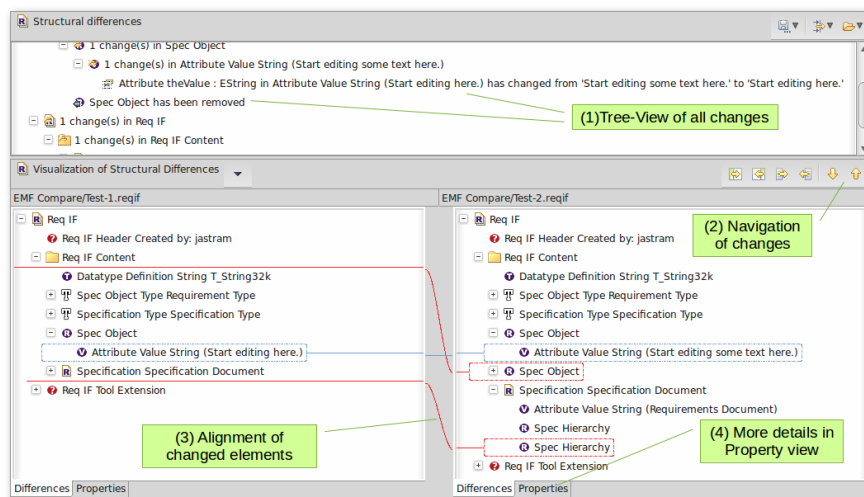 Structural differences
1 change(s) in Spec Object
1 change(s) in Attribute Value String (Start editing some text here.)
Attribute theValue : EString in Attribute Value String (Start editing here.) has changed from 'Start editing some text here.' to 'Start editing here.'
Spec Object has been removed
(1)Tree-View of all changes
1 change(s) in Req IF
1 change(s) in Req IF Content
Visualization of Structural Differences
EMF Compare/Test-1.reqif
Req IF
Req IF Header Created by: jastram
Req IF Content
Datatype Definition String T_String32k
Spec Object Type Requirement Type
Specification Type Specification Type
Spec Object
Attribute Value String (Start editing here.)
Specification Specification Document
Req IF Tool Extension
(3) Alignment of
changed elements
Differences Properties
EMF Compare/Test-2.reqif
Req IF
(2) Navigation
of changes
Req IF Header Created by: jastram
Req IF Content
Datatype Definition String T_String32k
Spec Object Type Requirement Type
Specification Type Specification Type
Spec Object
Attribute Value String (Start editing some text here.)
Spec Object
Specification Specification Document
Attribute Value String (Requirements Document)
Spec Hierarchy
Spec Hierarchy
(4) More details in
Property view
Req IF Tool Extension
Differences Properties